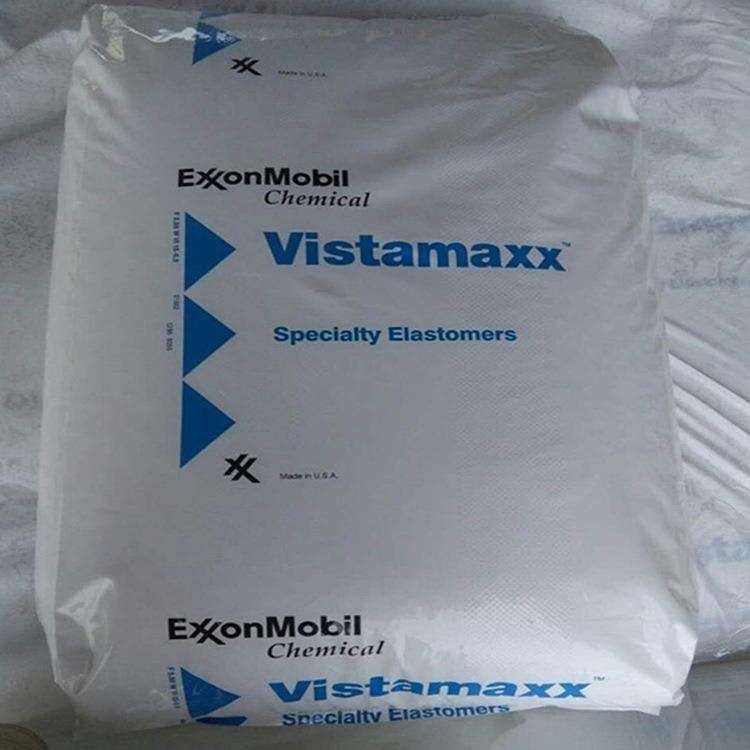 Made in U.S.A.
ExxonMobil
Chemical
Vistamaxx™
Specialty Elastomers
Made in U.S.A.
ExxonMobil
Chemical
Vistamaxx™
Specialty Elastomers